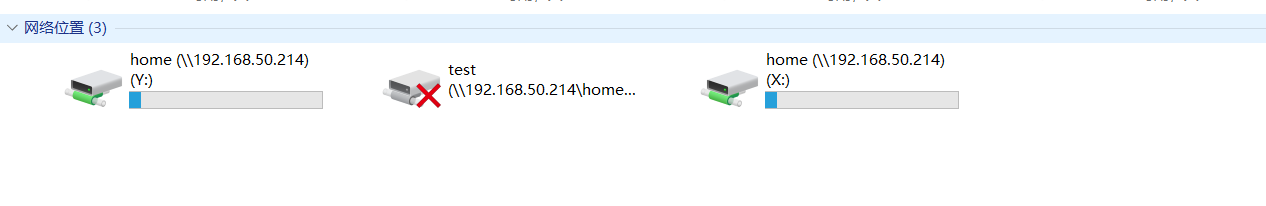 网络位置 (3)
home (\\192.168.50.214)
(Y:)
test
(\\192.168.50.214\home...
home (\\192.168.50.214)
(X:)